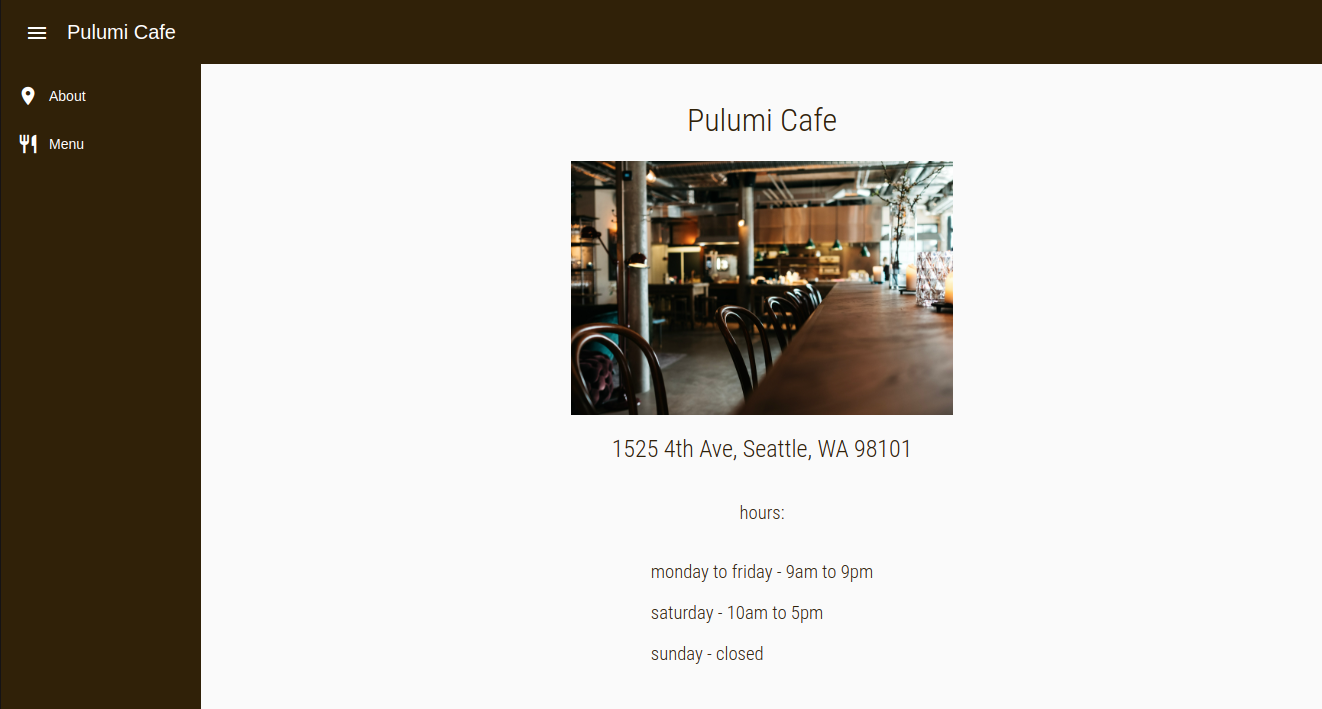 Pulumi Cafe
About
Menu
Pulumi Cafe
1525 4th Ave, Seattle, WA 98101
hours:
monday to friday - 9am to 9pm
saturday - 10am to 5pm
sunday - closed